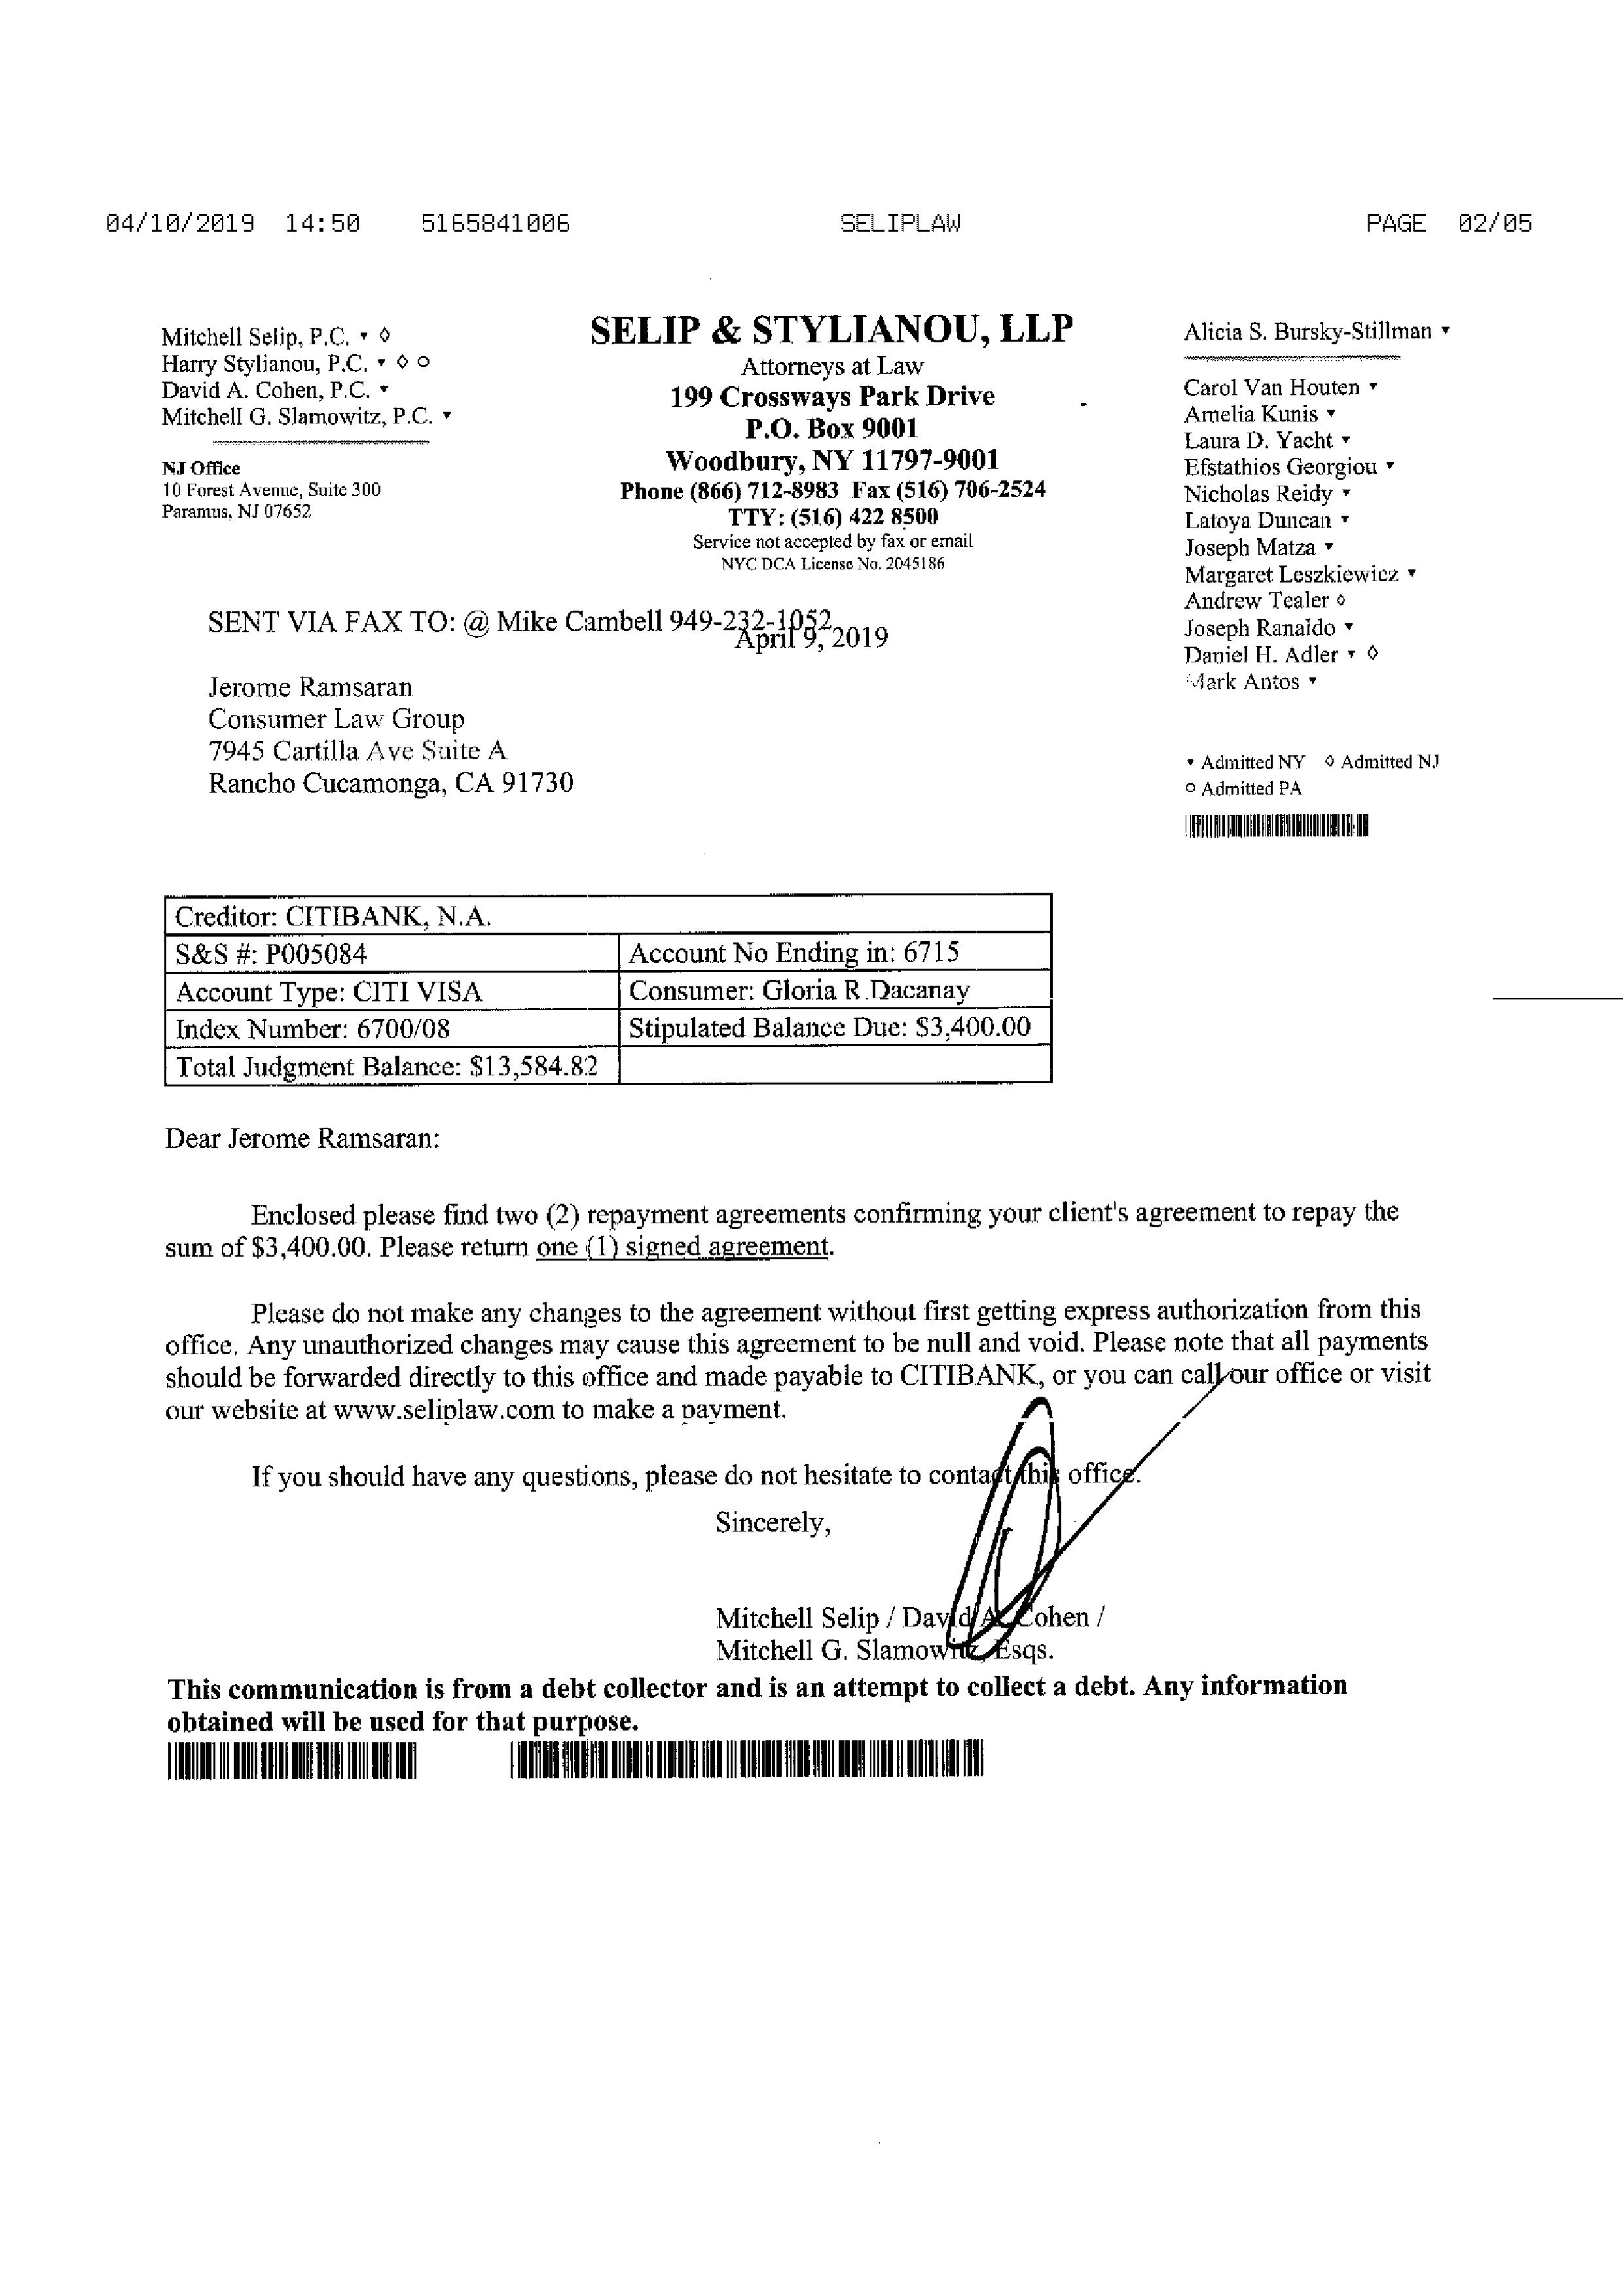 04/10/2019 14:50 5165841006 SELIPLAW PAGE 02/05
Mitchell Selip, P.C. ▾ ◊
Harry Stylianou, P.C. ▾ ◊ ○
David A. Cohen, P.C. ▾
Mitchell G. Slamowitz, P.C. ▾
NJ Office
10 Forest Avenue, Suite 300
Paramus, NJ 07652
SELIP & STYLIANOU, LLP
Attorneys at Law
199 Crossways Park Drive
P.O. Box 9001
Woodbury, NY 11797-9001
Phone (866) 712-8983 Fax (516) 706-2524
TTY: (516) 422 8500
Service not accepted by fax or email
NYC DCA License No. 2045186
Alicia S. Bursky-Stillman ▾
Carol Van Houten ▾
Amelia Kunis ▾
Laura D. Yacht ▾
Efstathios Georgiou ▾
Nicholas Reidy ▾
Latoya Duncan ▾
Joseph Matza ▾
Margaret Leszkiewicz ▾
Andrew Tealer ◊
Joseph Ranaldo ▾
Daniel H. Adler ▾ ◊
Mark Antos ▾
▾ Admitted NY ◊ Admitted NJ
○ Admitted PA
SENT VIA FAX TO: @ Mike Cambell 949-232-1052
April 9, 2019
Jerome Ramsaran
Consumer Law Group
7945 Cartilla Ave Suite A
Rancho Cucamonga, CA 91730
Creditor: CITIBANK, N.A.
S&S #: P005084 Account No Ending in: 6715
Account Type: CITI VISA Consumer: Gloria R Dacanay
Index Number: 6700/08 Stipulated Balance Due: $3,400.00
Total Judgment Balance: $13,584.82
Dear Jerome Ramsaran:
Enclosed please find two (2) repayment agreements confirming your client's agreement to repay the
sum of $3,400.00. Please return one (1) signed agreement.
Please do not make any changes to the agreement without first getting express authorization from this
office. Any unauthorized changes may cause this agreement to be null and void. Please note that all payments
should be forwarded directly to this office and made payable to CITIBANK, or you can call our office or visit
our website at www.seliplaw.com to make a payment.
If you should have any questions, please do not hesitate to contact this office.
Sincerely,
Mitchell Selip / David A. Cohen /
Mitchell G. Slamowitz, Esqs.
This communication is from a debt collector and is an attempt to collect a debt. Any information
obtained will be used for that purpose.